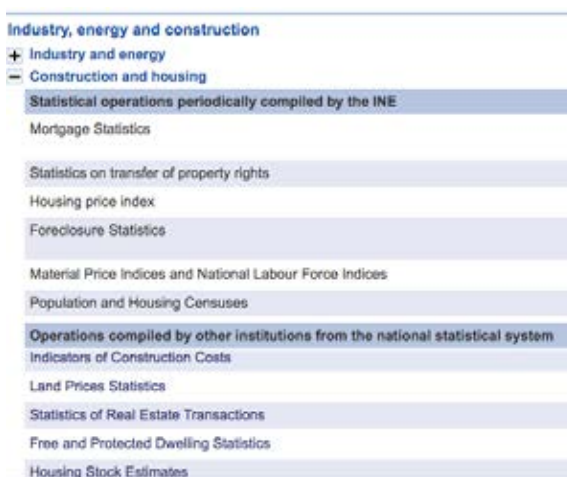 Industry, energy and construction
Industry and energy
Construction and housing
Statistical operations periodically compiled by the INE
Mortgage Statistics
Statistics on transfer of property rights
Housing price index
Foreclosure Statistics
Material Price Indices and National Labour Force Indices
Population and Housing Censuses
Operations compiled by other institutions from the national statistical system
Indicators of Construction Costs
Land Prices Statistics
Statistics of Real Estate Transactions
Free and Protected Dwelling Statistics
Housing Stock Estimates